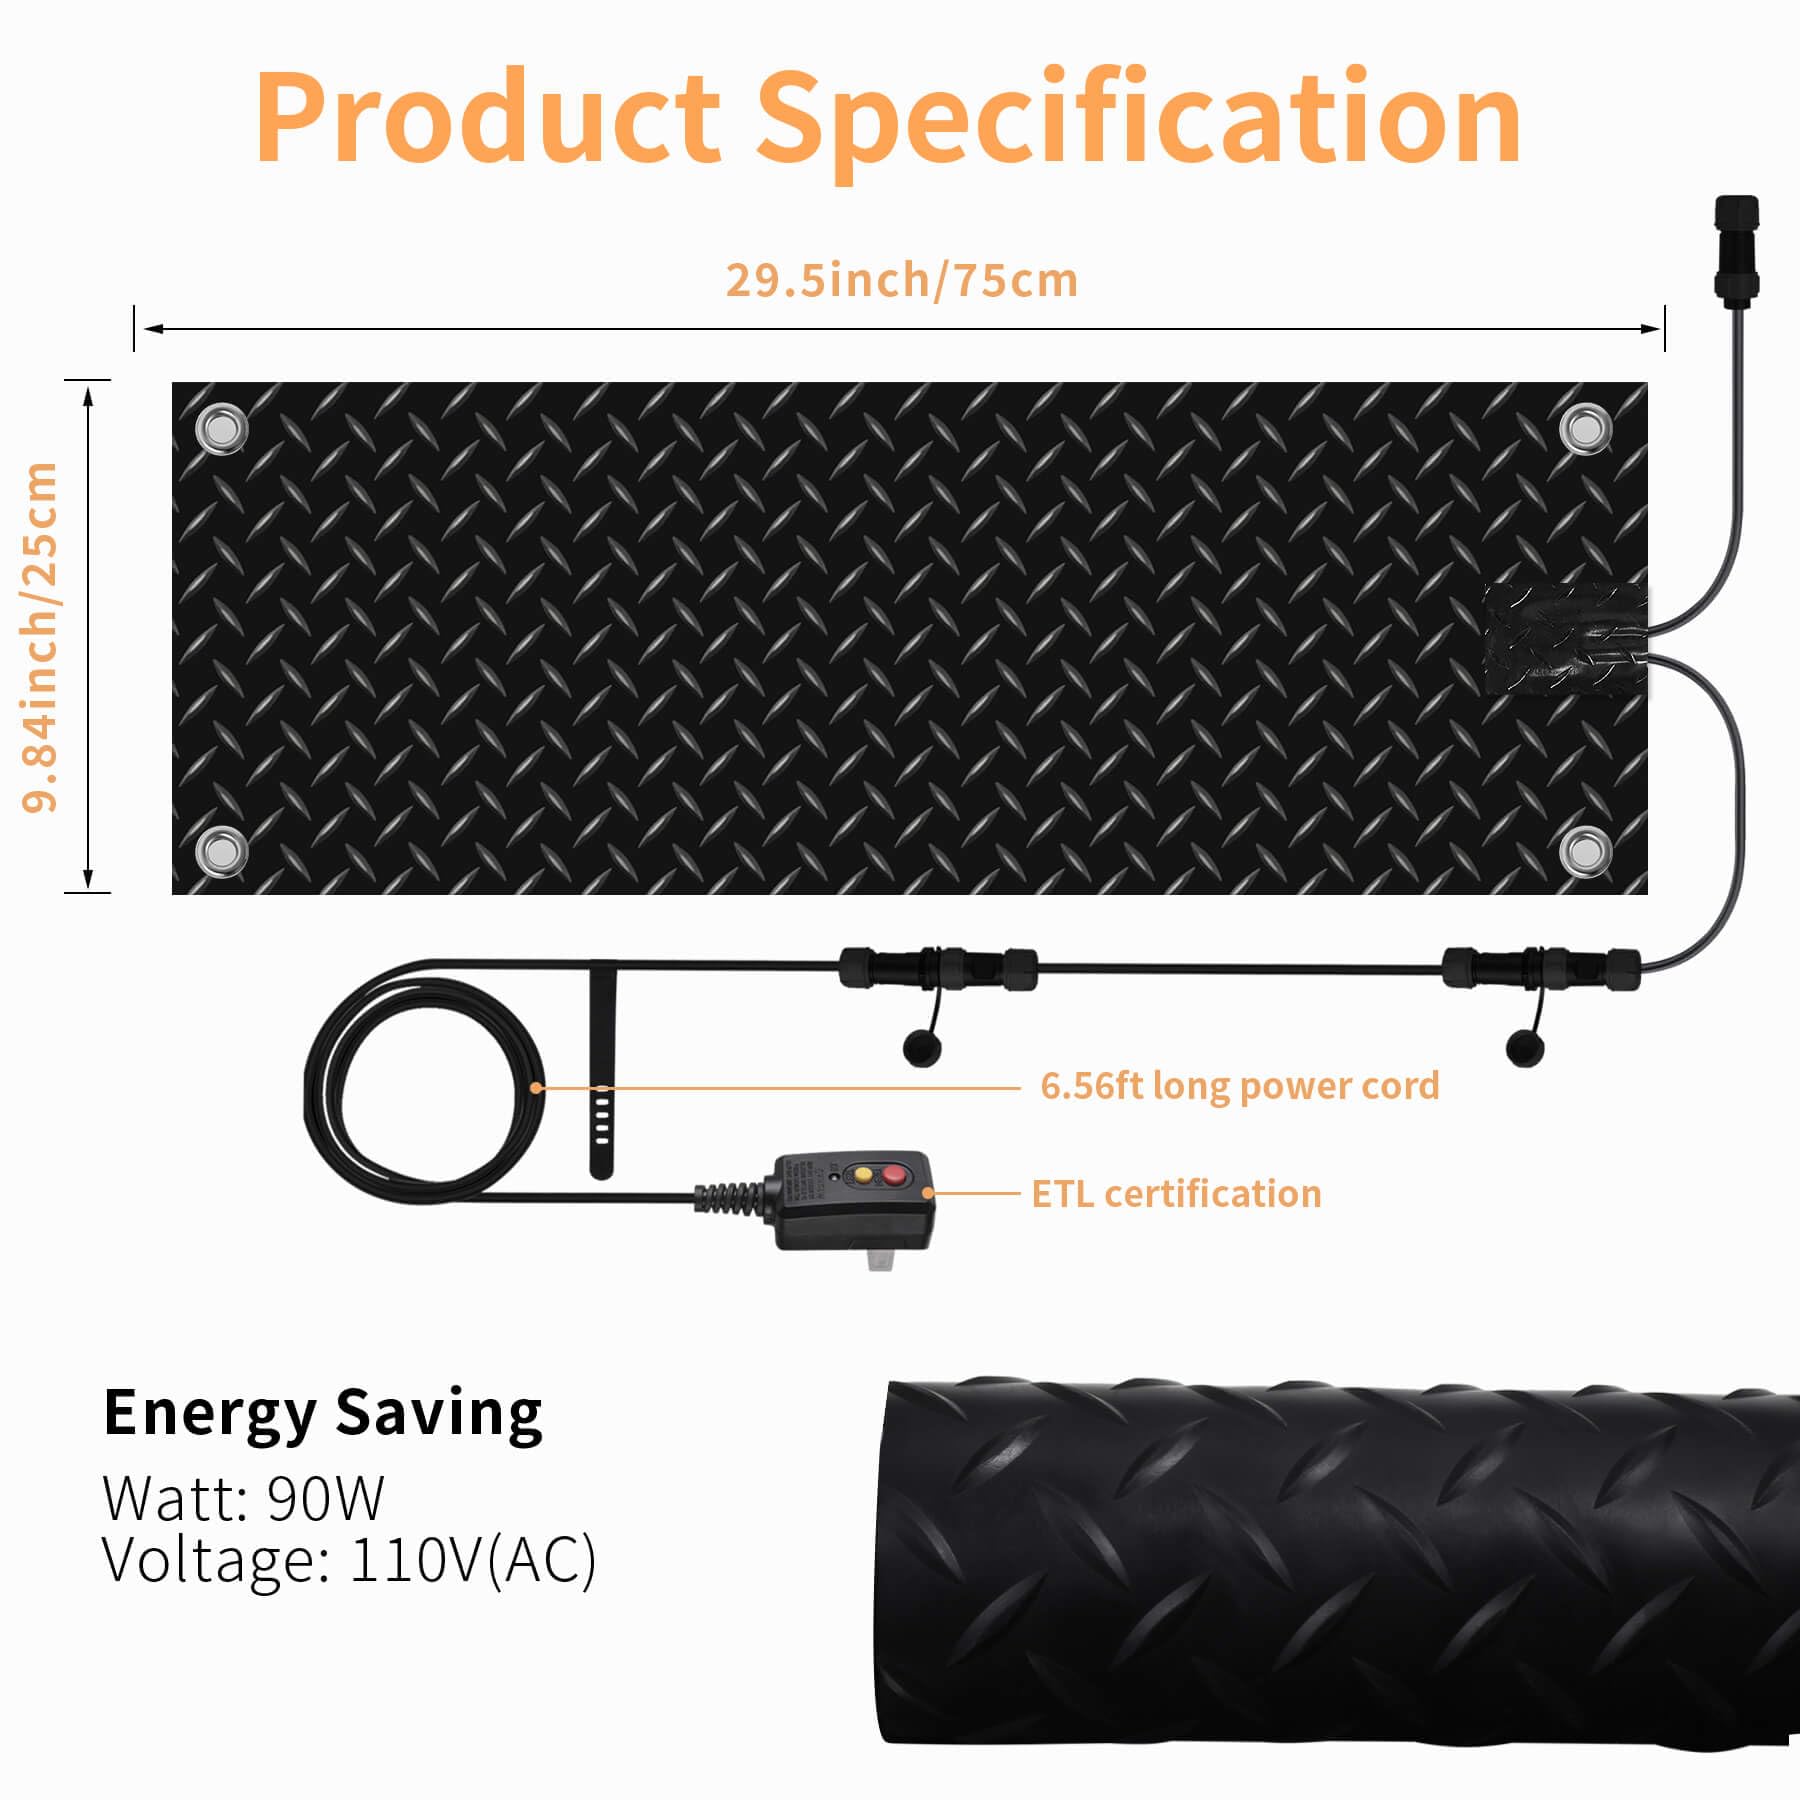 Product Specification
29.5inch/75cm
9.84inch/25cm
6.56ft long power cord
ETL certification
Energy Saving
Watt: 90W
Voltage: 110V(AC)